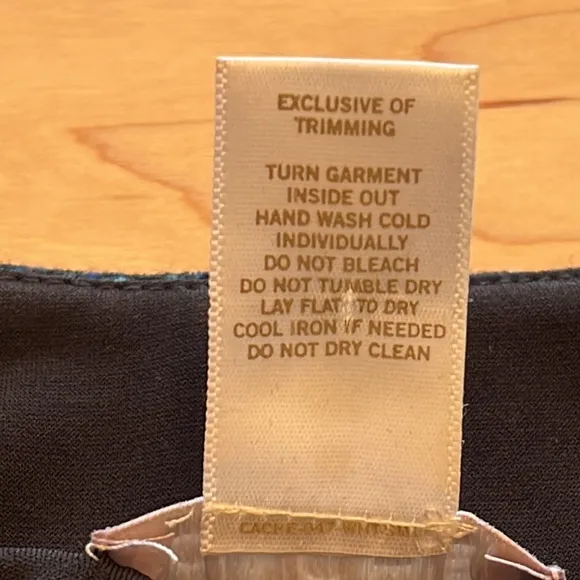 EXCLUSIVE OF
TRIMMING
TURN GARMENT
INSIDE OUT
HAND WASH COLD
INDIVIDUALLY
DO NOT BLEACH
DO NOT TUMBLE DRY
LAY FLAT TO DRY
COOL IRON IF NEEDED
DO NOT DRY CLEAN